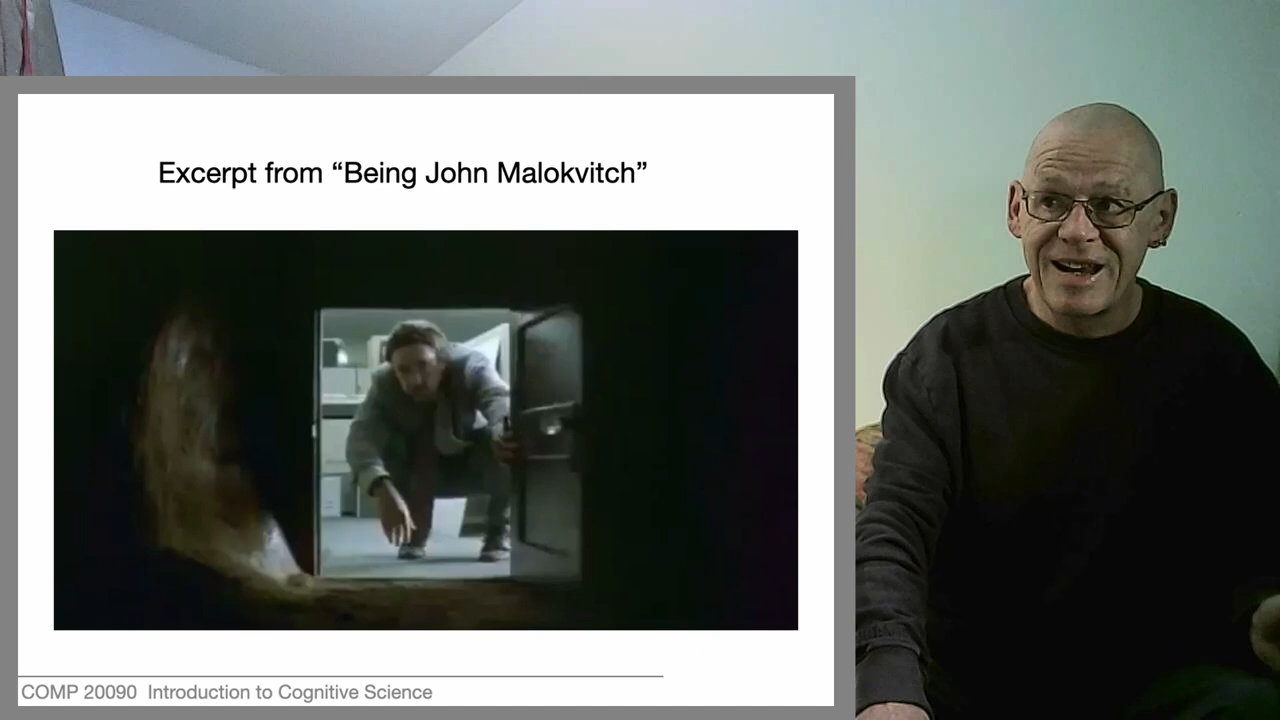 Excerpt from “Being John Malokvitch”
COMP 20090 Introduction to Cognitive Science